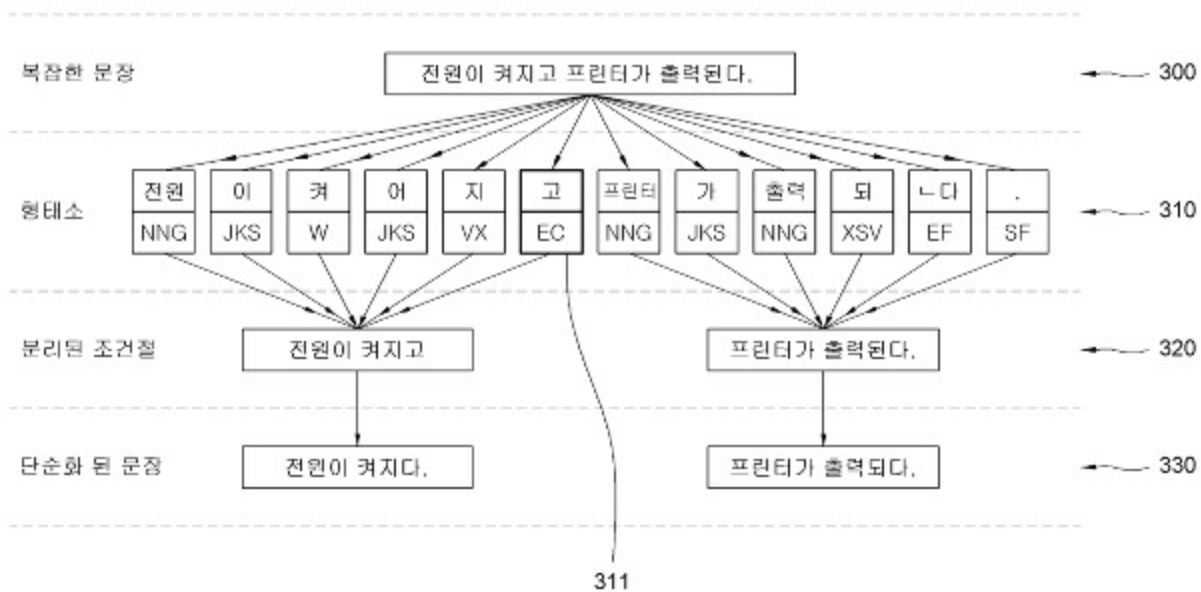 복잡한 문장 전원이 켜지고 프린터가 출력된다. 300
전원 이 켜 어 지 고 프린터 가 출력 되 ㄴ다 .
형태소 310
NNG JKS W JKS VX EC NNG JKS NNG XSV EF SF
분리된 조건절 전원이 켜지고 프린터가 출력된다. 320
단순화 된 문장 전원이 켜지다. 프린터가 출력되다. 330
311